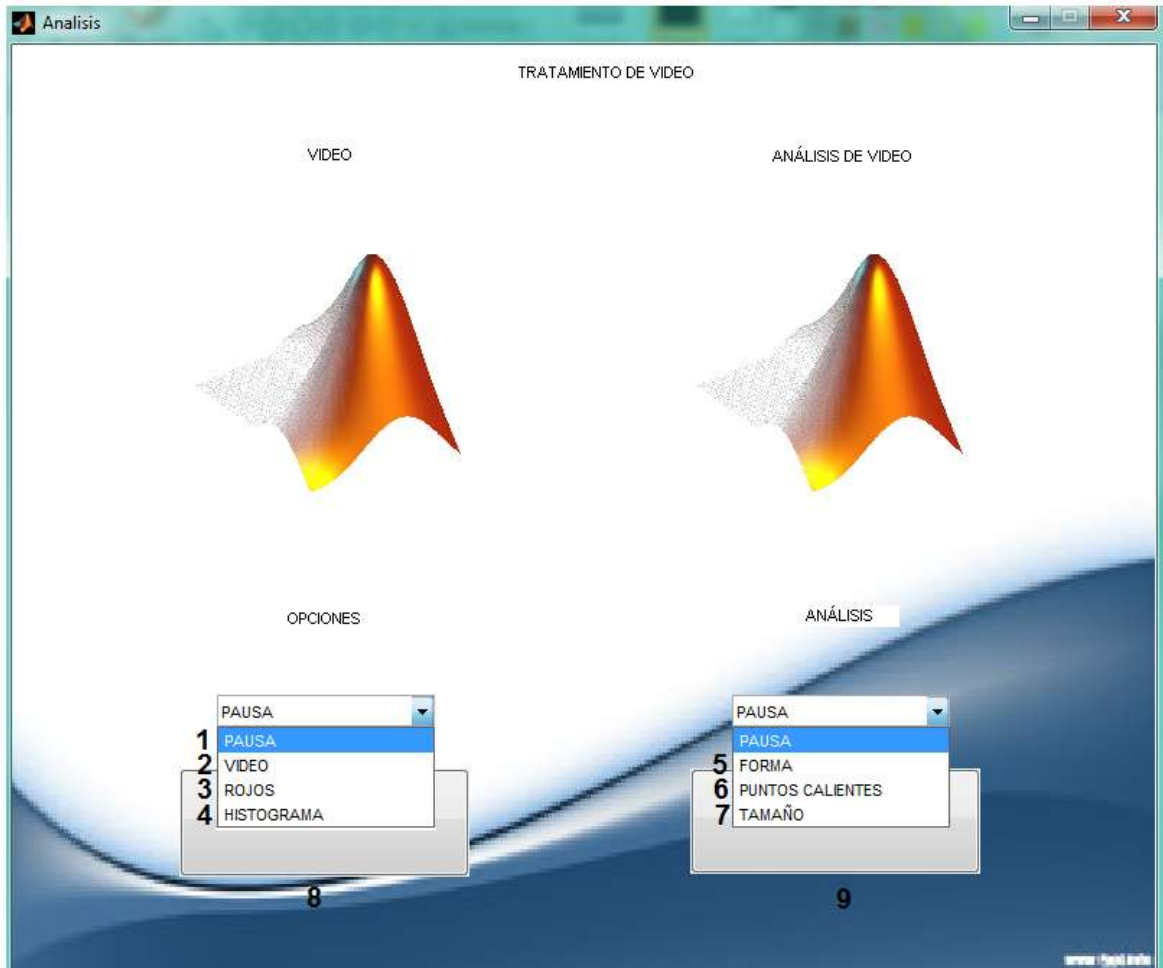 Analisis
TRATAMIENTO DE VIDEO
VIDEO
ANÁLISIS DE VIDEO
OPCIONES
ANÁLISIS
PAUSA
1 PAUSA
2 VIDEO
3 ROJOS
4 HISTOGRAMA
8
PAUSA
PAUSA
5 FORMA
6 PUNTOS CALIENTES
7 TAMAÑO
9